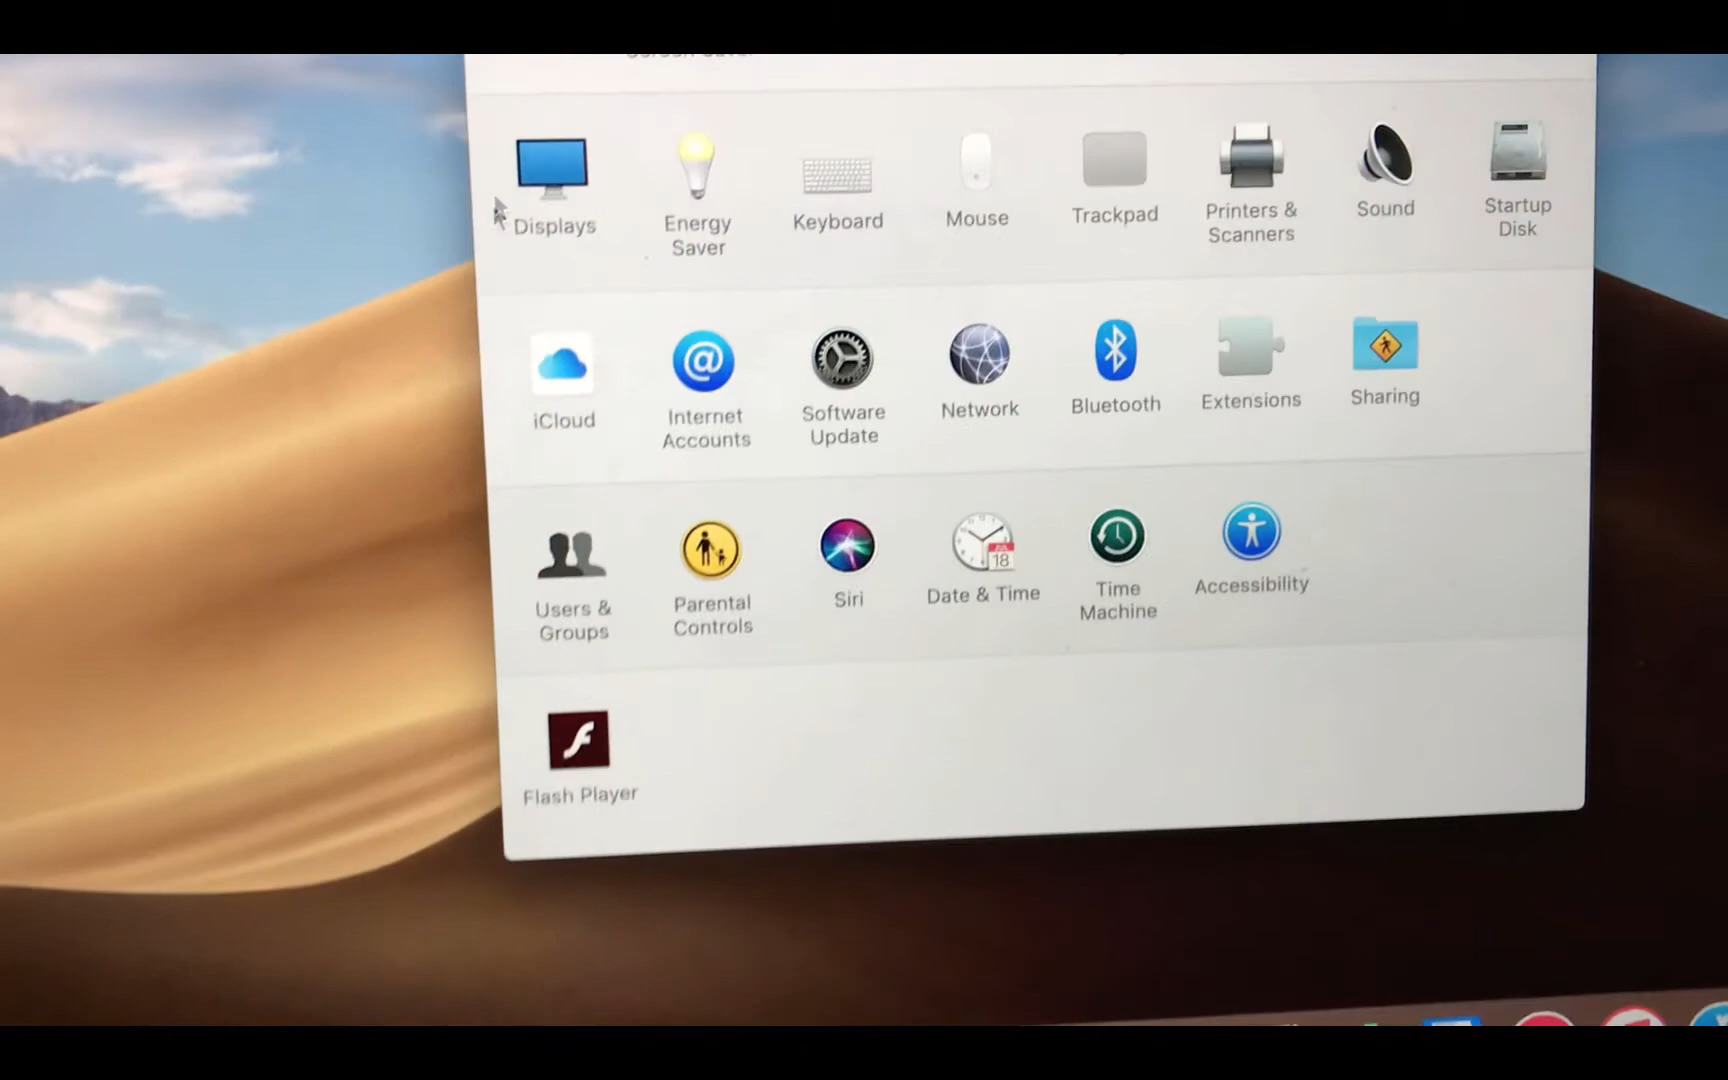 Displays
Energy
Saver
Keyboard
Mouse
Trackpad
Printers &
Scanners
Sound
Startup
Disk
iCloud
Internet
Accounts
Software
Update
Network
Bluetooth
Extensions
Sharing
Users &
Groups
Parental
Controls
Siri
Date & Time
18
Time
Machine
Accessibility
Flash Player